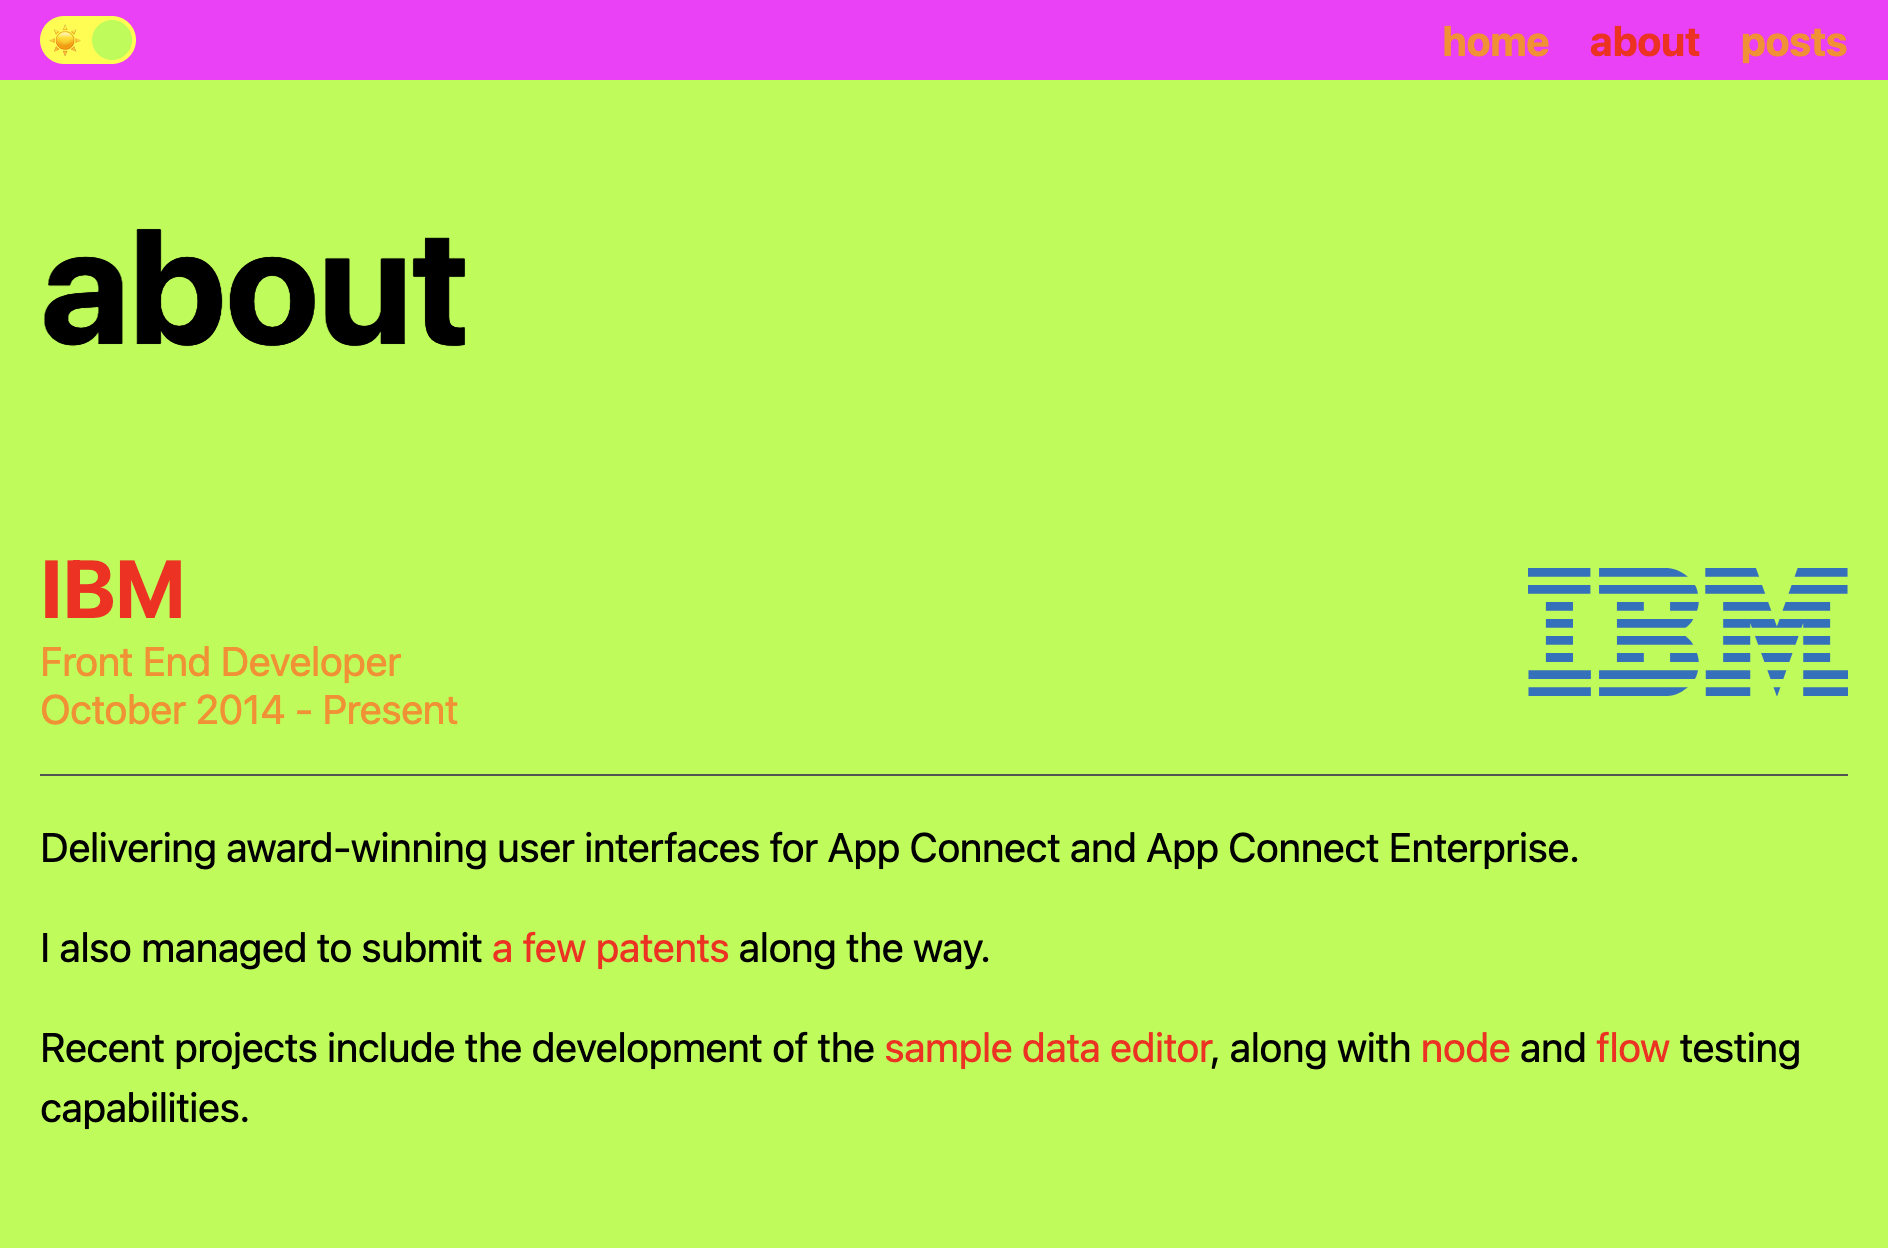 home about posts
about
IBM
Front End Developer
October 2014 - Present
IBM
Delivering award-winning user interfaces for App Connect and App Connect Enterprise.
I also managed to submit a few patents along the way.
Recent projects include the development of the sample data editor, along with node and flow testing
capabilities.